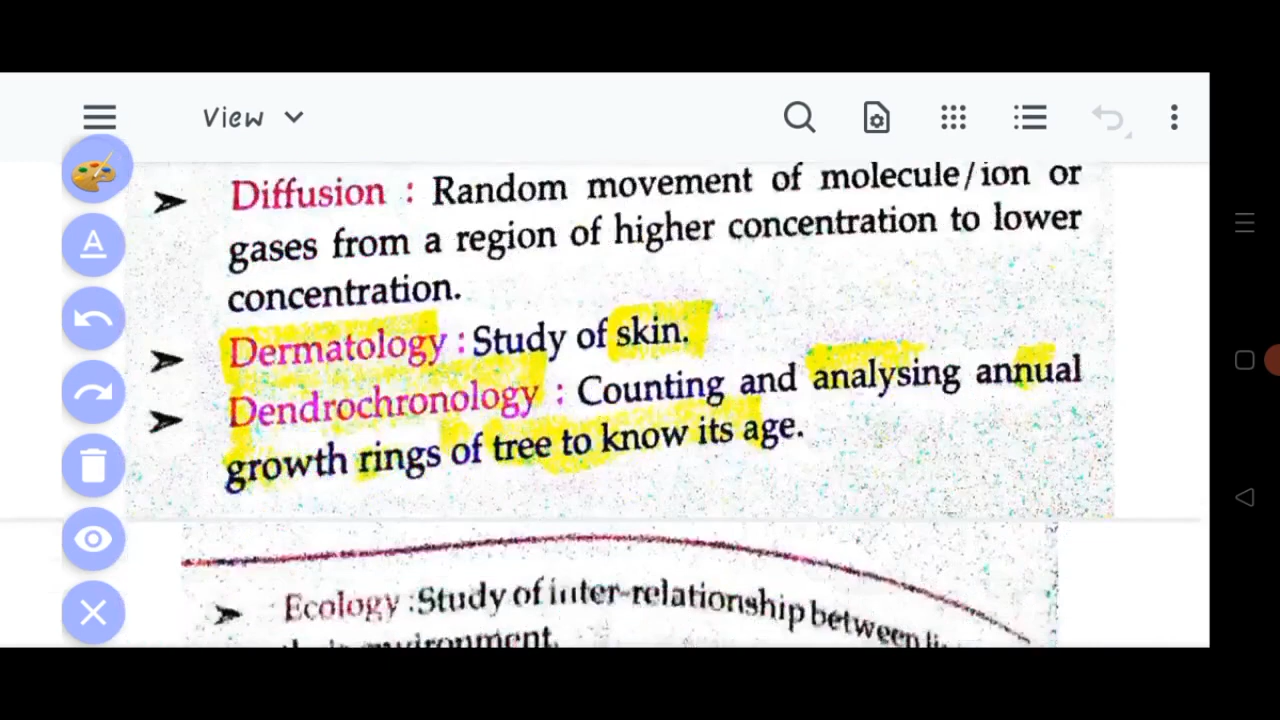 View
➤ Diffusion : Random movement of molecule/ion or
gases from a region of higher concentration to lower
concentration.
➤ Dermatology : Study of skin.
➤ Dendrochronology : Counting and analysing annual
growth rings of tree to know its age.
➤ Ecology :Study of inter-relationship between
environment.